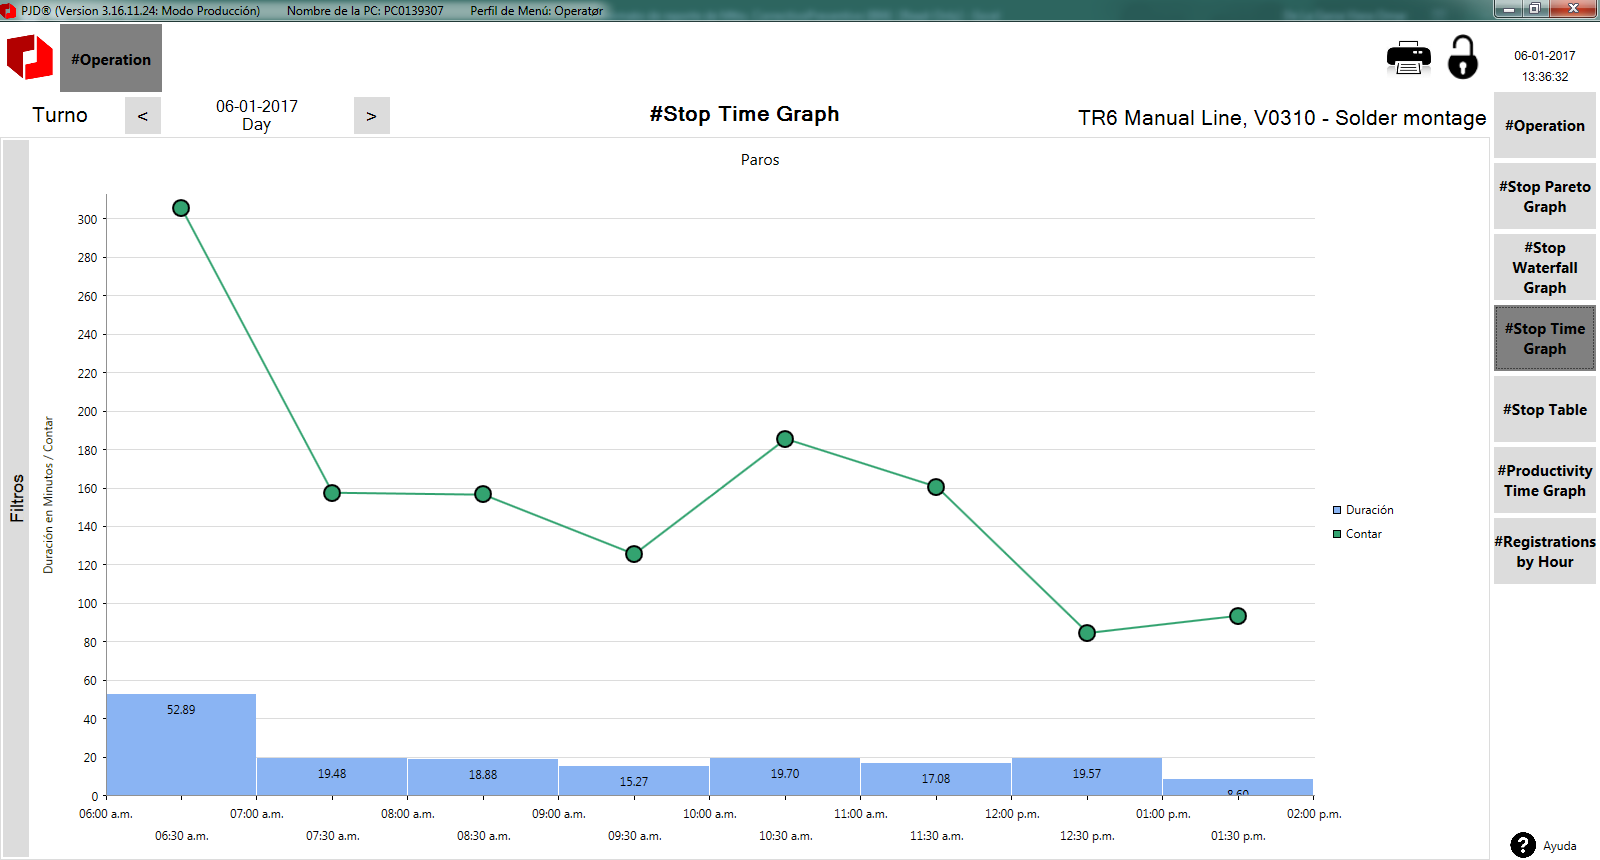 PJD® (Version 3.16.11.24: Modo Producción) Nombre de la PC: PC0139307 Perfil de Menú: Operatør
#Operation
06-01-2017
13:36:32
Turno < 06-01-2017 >
Day
#Stop Time Graph
TR6 Manual Line, V0310 - Solder montage
#Operation
#Stop Pareto
Graph
#Stop
Waterfall
Graph
#Stop Time
Graph
#Stop Table
#Productivity
Time Graph
#Registrations
by Hour
Filtros
Paros
Duración en Minutos / Contar
300
280
260
240
220
200
180
160
140
120
100
80
60
40
20
0
52.89
19.48
18.88
15.27
19.70
17.08
19.57
8.60
06:00 a.m. 07:00 a.m. 08:00 a.m. 09:00 a.m. 10:00 a.m. 11:00 a.m. 12:00 p.m. 01:00 p.m. 02:00 p.m.
06:30 a.m. 07:30 a.m. 08:30 a.m. 09:30 a.m. 10:30 a.m. 11:30 a.m. 12:30 p.m. 01:30 p.m.
Duración
Contar
? Ayuda